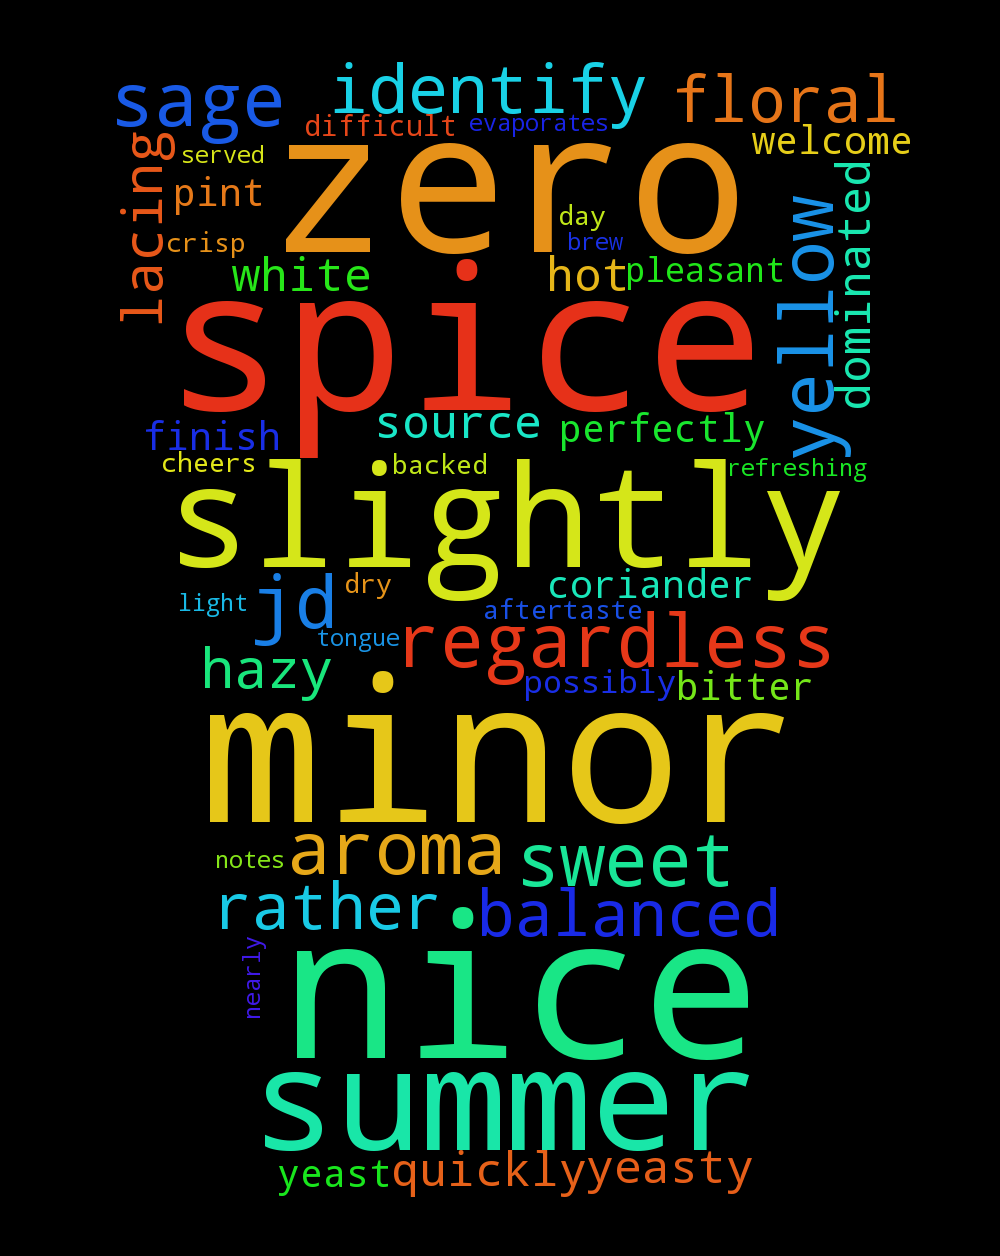 identify
sage
floral
difficult
evaporates
welcome
zero
served
lacing
pint
day
crisp
brew
white
hot
pleasant
yellow
dominated
spice
source
perfectly
finish
cheers
backed
refreshing
slightly
jd
dry
coriander
light
aftertaste
tongue
regardless
hazy
possibly
bitter
minor
aroma
sweet
notes
rather
balanced
nearly
nice
summer
yeast
quickly
yeasty